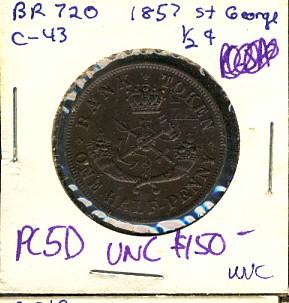 BR 720 1857 St George
C-43 ½ ¢
BANK TOKEN
ONE HALF-PENNY
PC5D UNC $150-
UNC